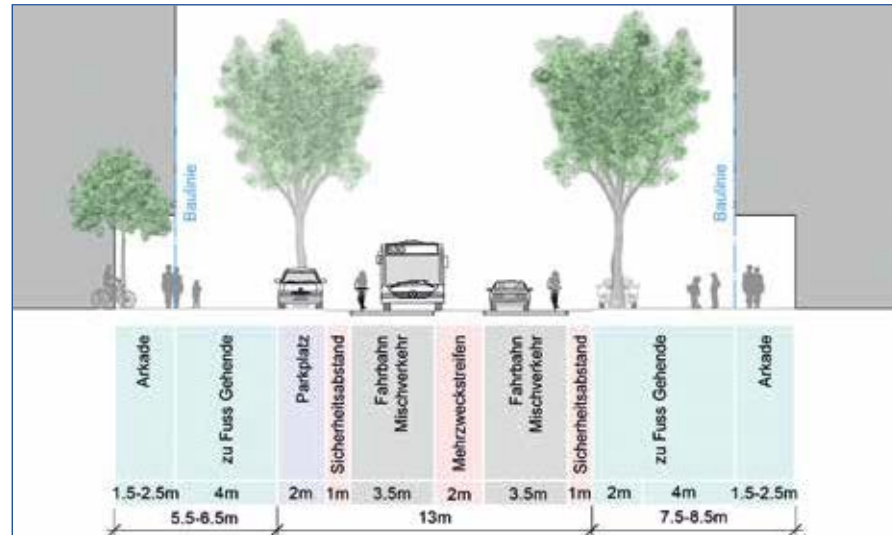 Baulinie
Baulinie
Arkade
zu Fuss Gehende
Parkplatz
Sicherheitsabstand
Fahrbahn
Mischverkehr
Mehrzweckstreifen
Fahrbahn
Mischverkehr
Sicherheitsabstand
zu Fuss Gehende
Arkade
1.5-2.5m 4m 2m 1m 3.5m 2m 3.5m 1m 2m 4m 1.5-2.5m
5.5-6.5m 13m 7.5-8.5m